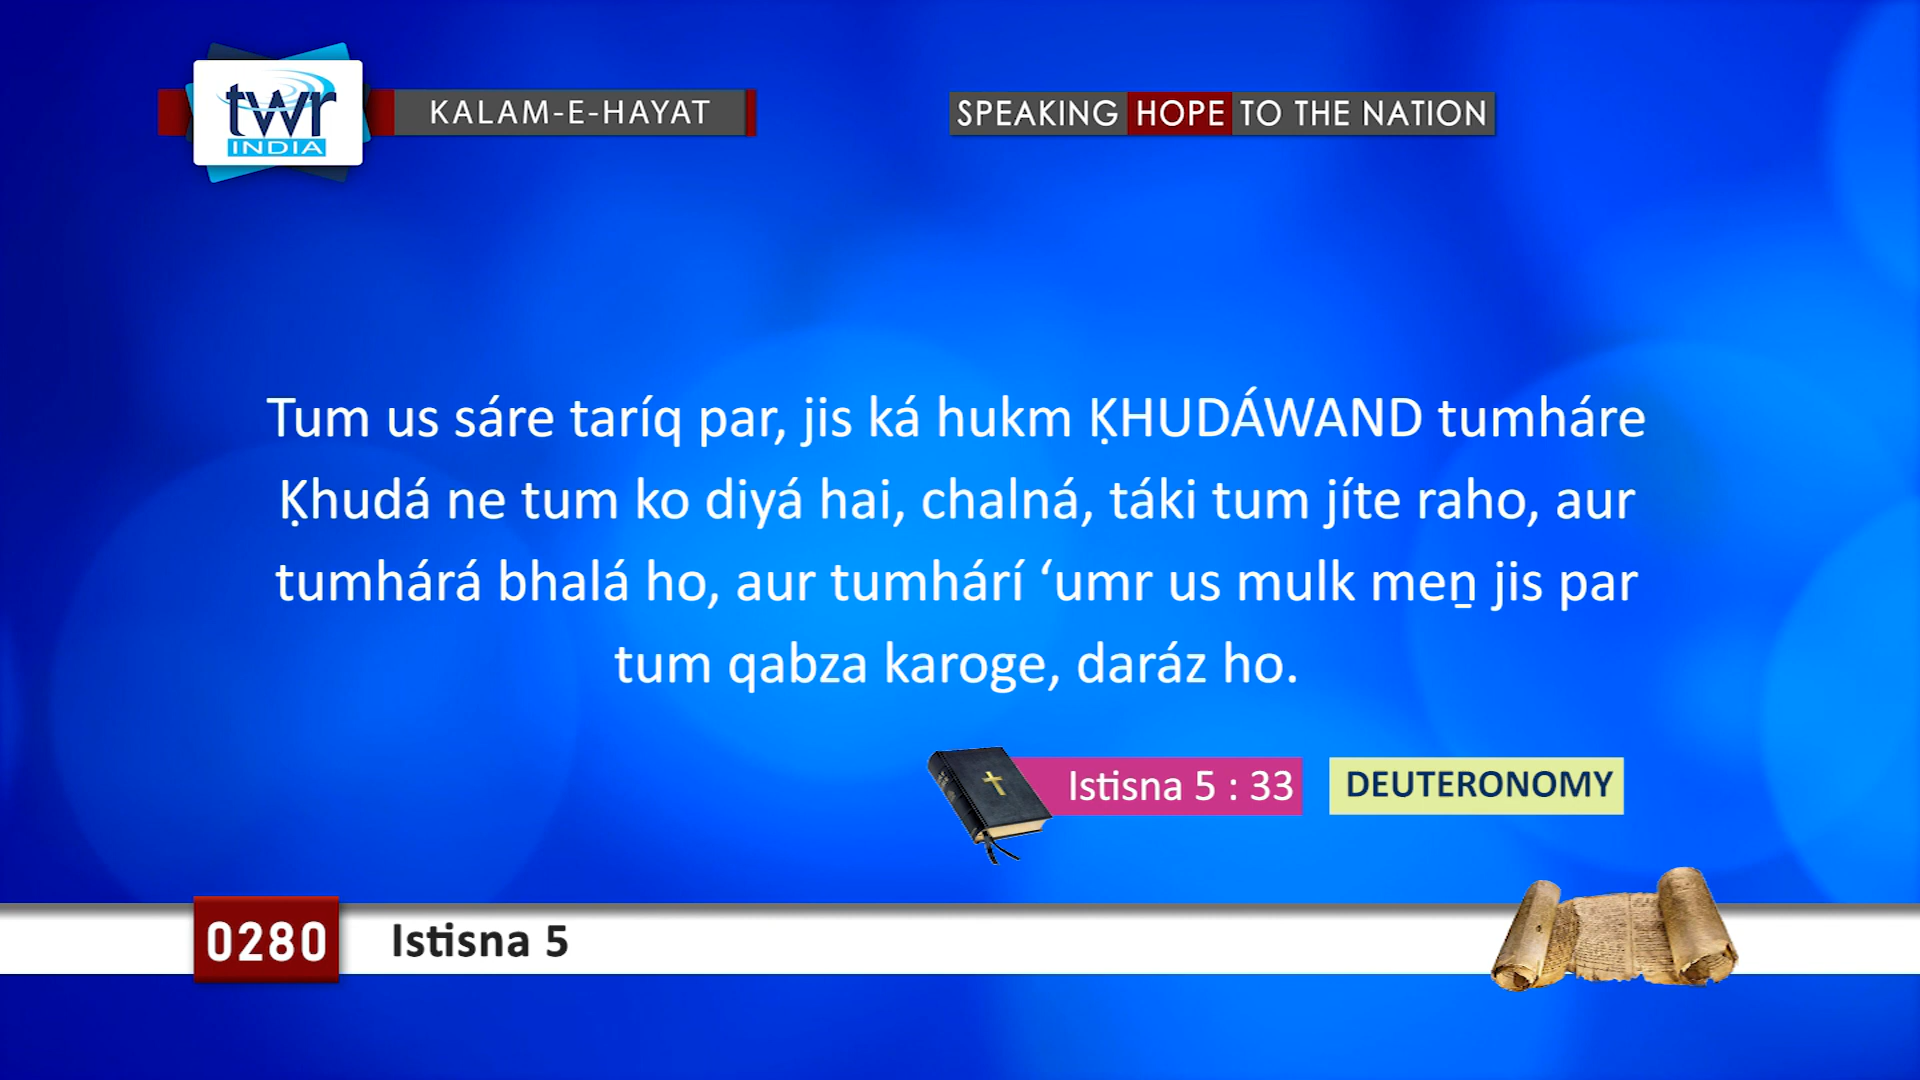 twr
INDIA
KALAM-E-HAYAT
SPEAKING HOPE TO THE NATION
Tum us sáre taríq par, jis ká hukm ḲHUDÁWAND tumháre
Ḳhudá ne tum ko diyá hai, chalná, táki tum jíte raho, aur
tumhárá bhalá ho, aur tumhárí ‘umr us mulk meṉ jis par
tum qabza karoge, daráz ho.
Istisna 5 : 33
DEUTERONOMY
0280
Istisna 5